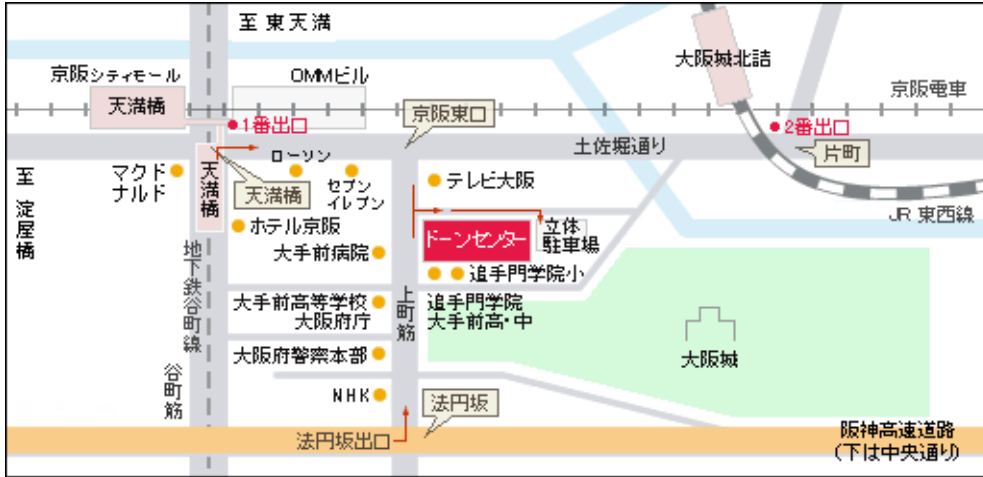 至 東天満
京阪シティモール
OMMビル
大阪城北詰
京阪電車
天満橋
1番出口
京阪東口
2番出口
土佐堀通り
片町
至 淀屋橋
マクド
ナルド
天満橋
ローソン
天満橋
セブン
イレブン
テレビ大阪
JR 東西線
ホテル京阪
ドーンセンター
立体
駐車場
大手前病院
追手門学院小
地下鉄谷町線
大手前高等学校
大阪府庁
上町筋
追手門学院
大手前高・中
大阪城
大阪府警察本部
谷町筋
NHK
法円坂
法円坂出口
阪神高速道路
(下は中央通り)